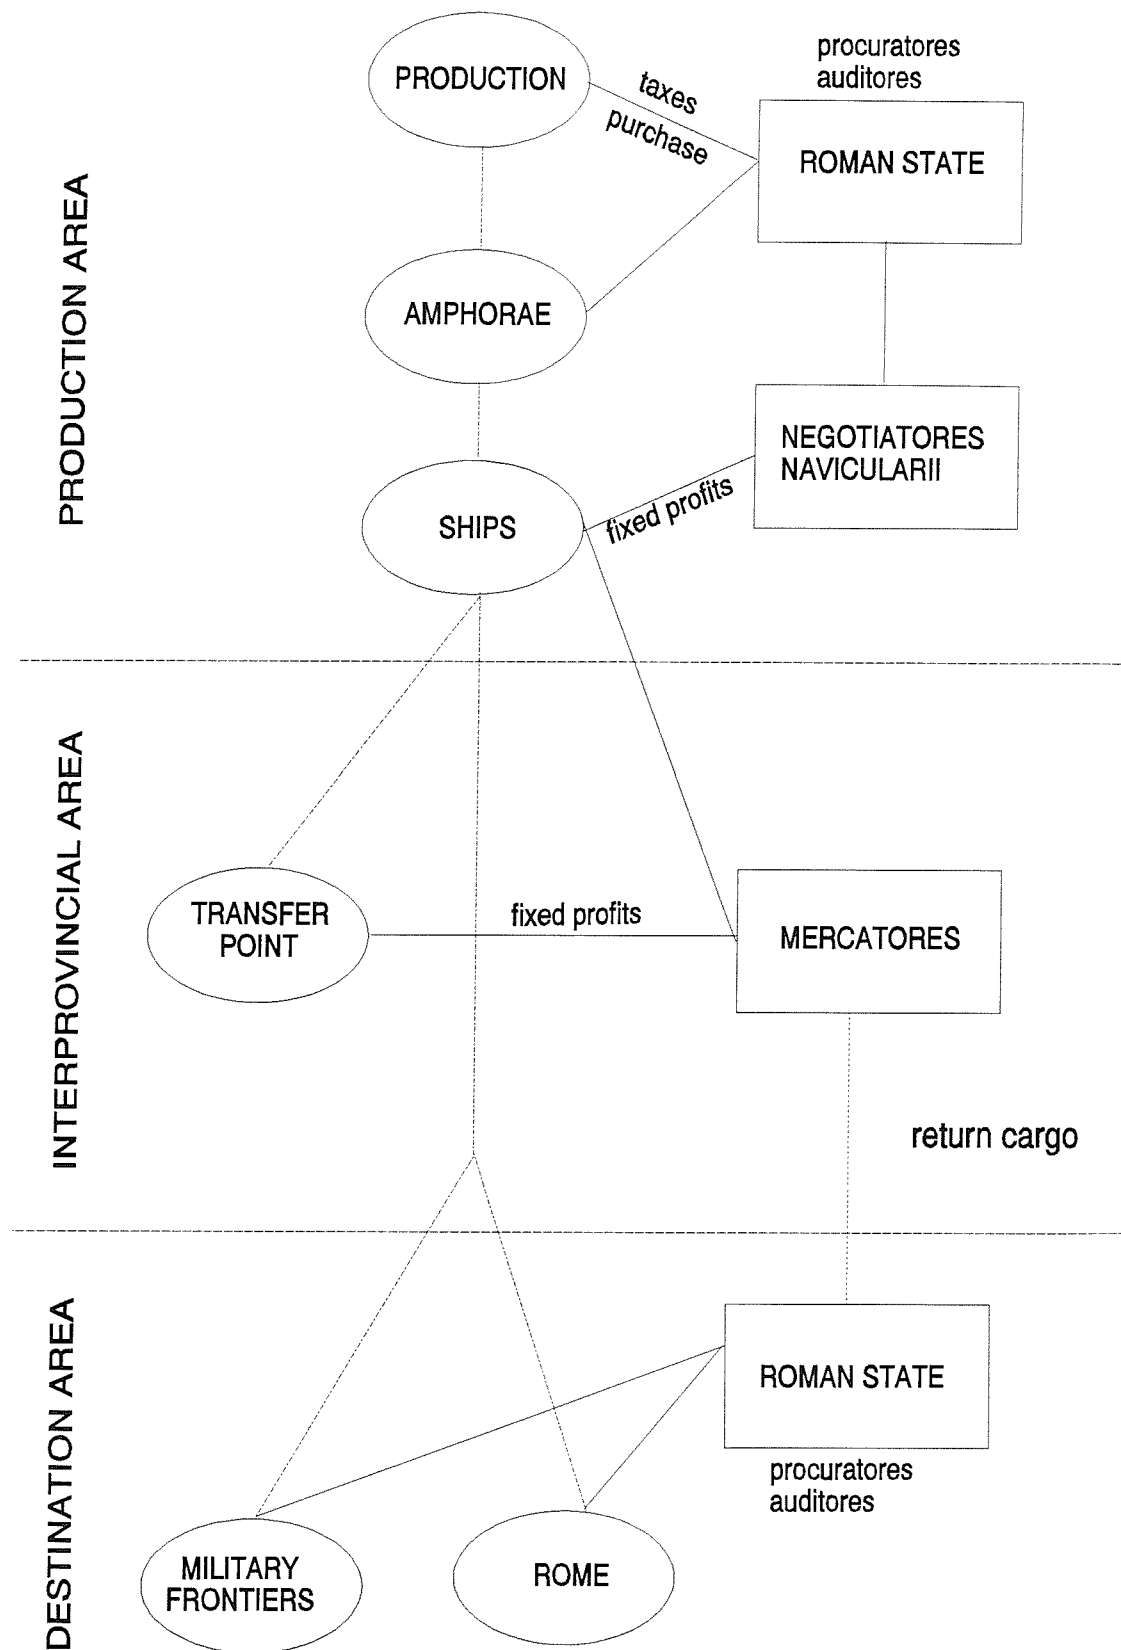 PRODUCTION AREA
PRODUCTION
taxes
purchase
procuratores
auditores
ROMAN STATE
AMPHORAE
NEGOTIATORES
NAVICULARII
SHIPS
fixed profits
INTERPROVINCIAL AREA
TRANSFER
POINT
fixed profits
MERCATORES
return cargo
DESTINATION AREA
ROMAN STATE
procuratores
auditores
MILITARY
FRONTIERS
ROME